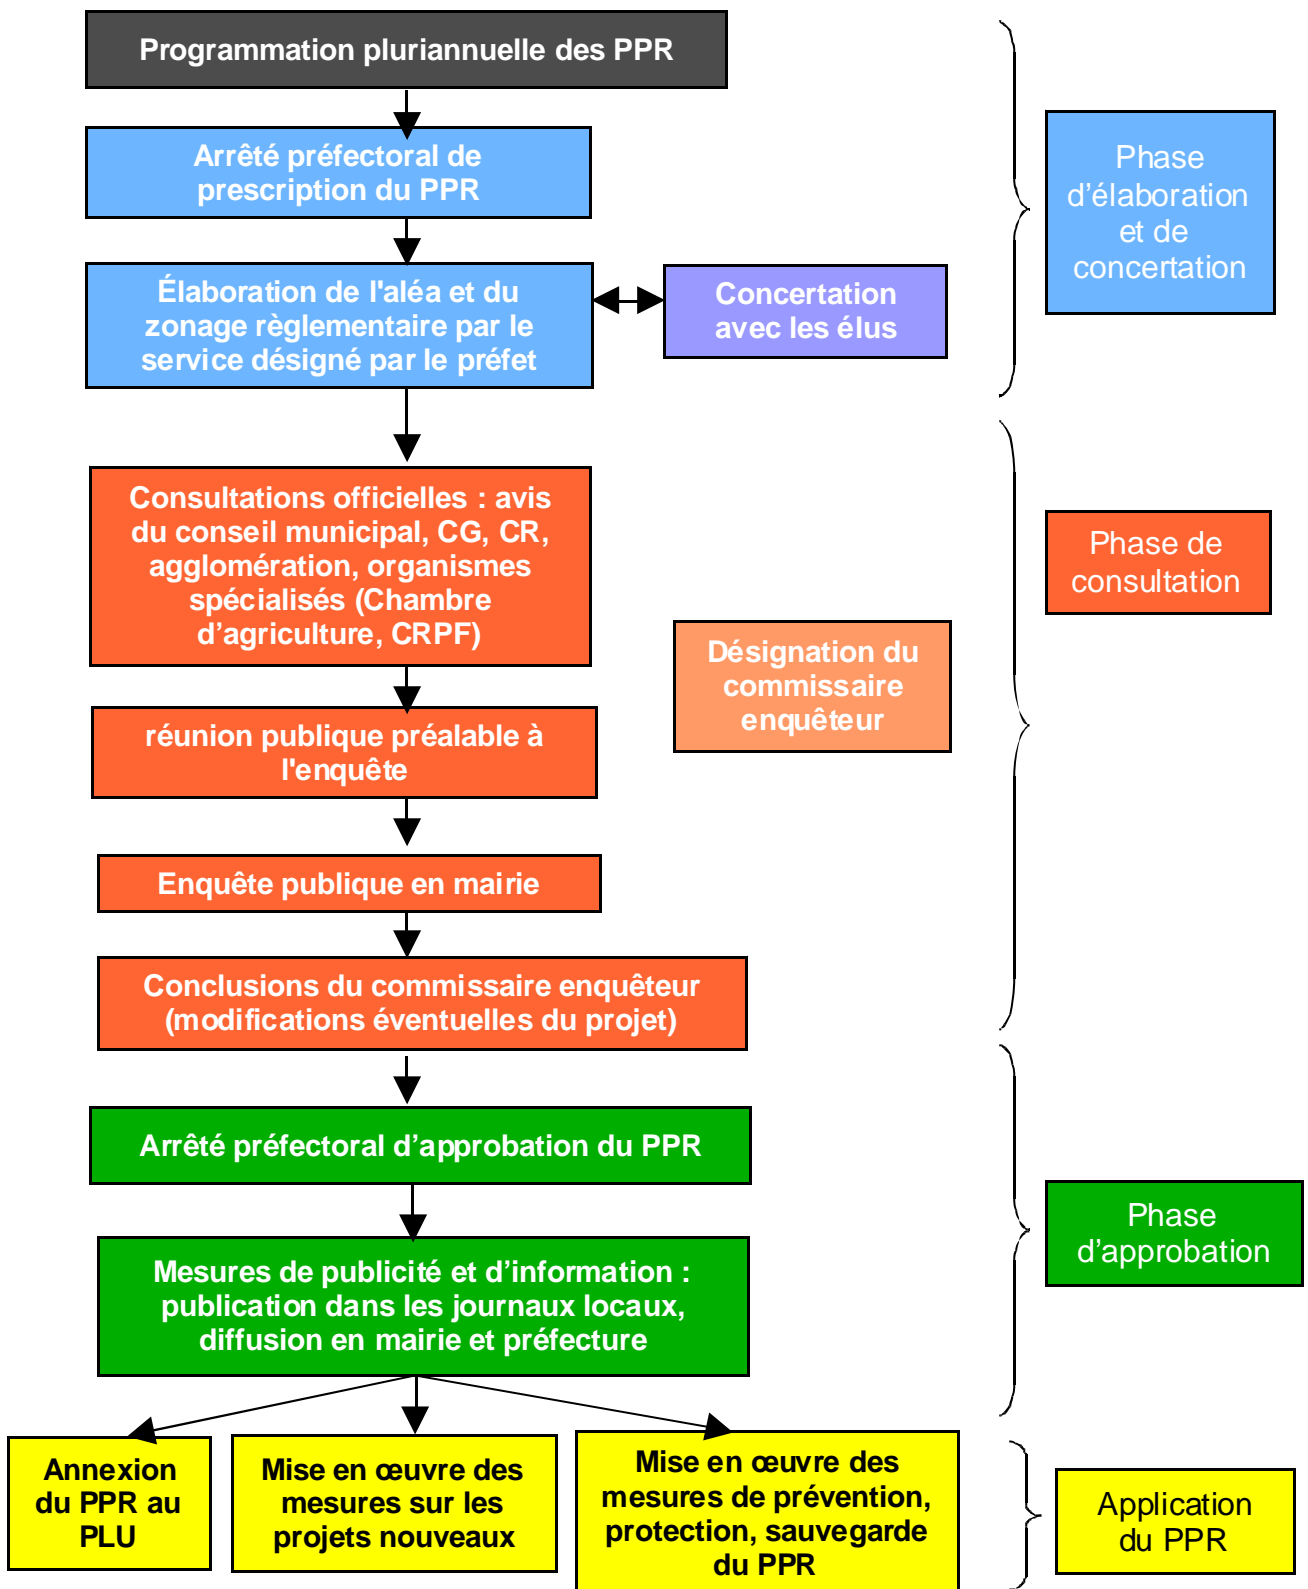 Programmation pluriannuelle des PPR
Arrêté préfectoral de
prescription du PPR
Phase
d’élaboration
et de
concertation
Élaboration de l'aléa et du
zonage règlementaire par le
service désigné par le préfet
Concertation
avec les élus
Consultations officielles : avis
du conseil municipal, CG, CR,
agglomération, organismes
spécialisés (Chambre
d’agriculture, CRPF)
Phase de
consultation
Désignation du
commissaire
enquêteur
réunion publique préalable à
l'enquête
Enquête publique en mairie
Conclusions du commissaire enquêteur
(modifications éventuelles du projet)
Arrêté préfectoral d’approbation du PPR
Phase
d’approbation
Mesures de publicité et d’information :
publication dans les journaux locaux,
diffusion en mairie et préfecture
Annexion
du PPR au
PLU
Mise en œuvre des
mesures sur les
projets nouveaux
Mise en œuvre des
mesures de prévention,
protection, sauvegarde
du PPR
Application
du PPR